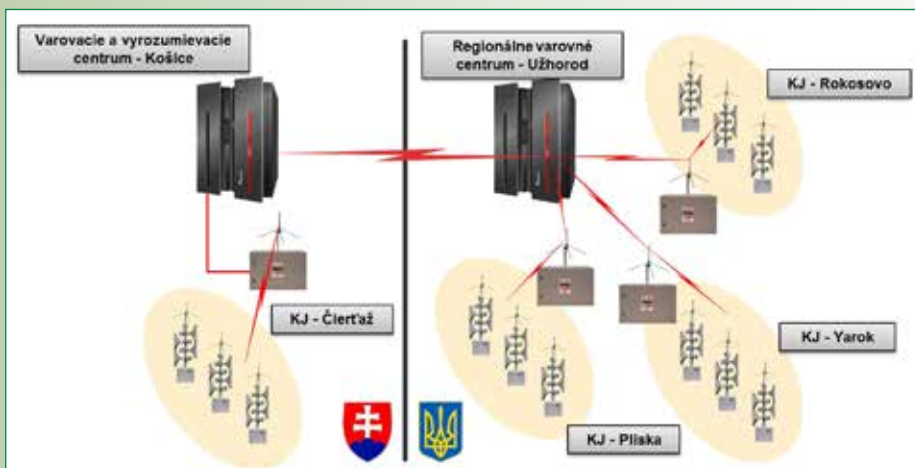 Varovacie a vyrozumievacie
centrum - Košice
Regionálne varovné
centrum - Užhorod
KJ - Rokosovo
KJ - Čierťaž
KJ - Yarok
KJ - Pliska